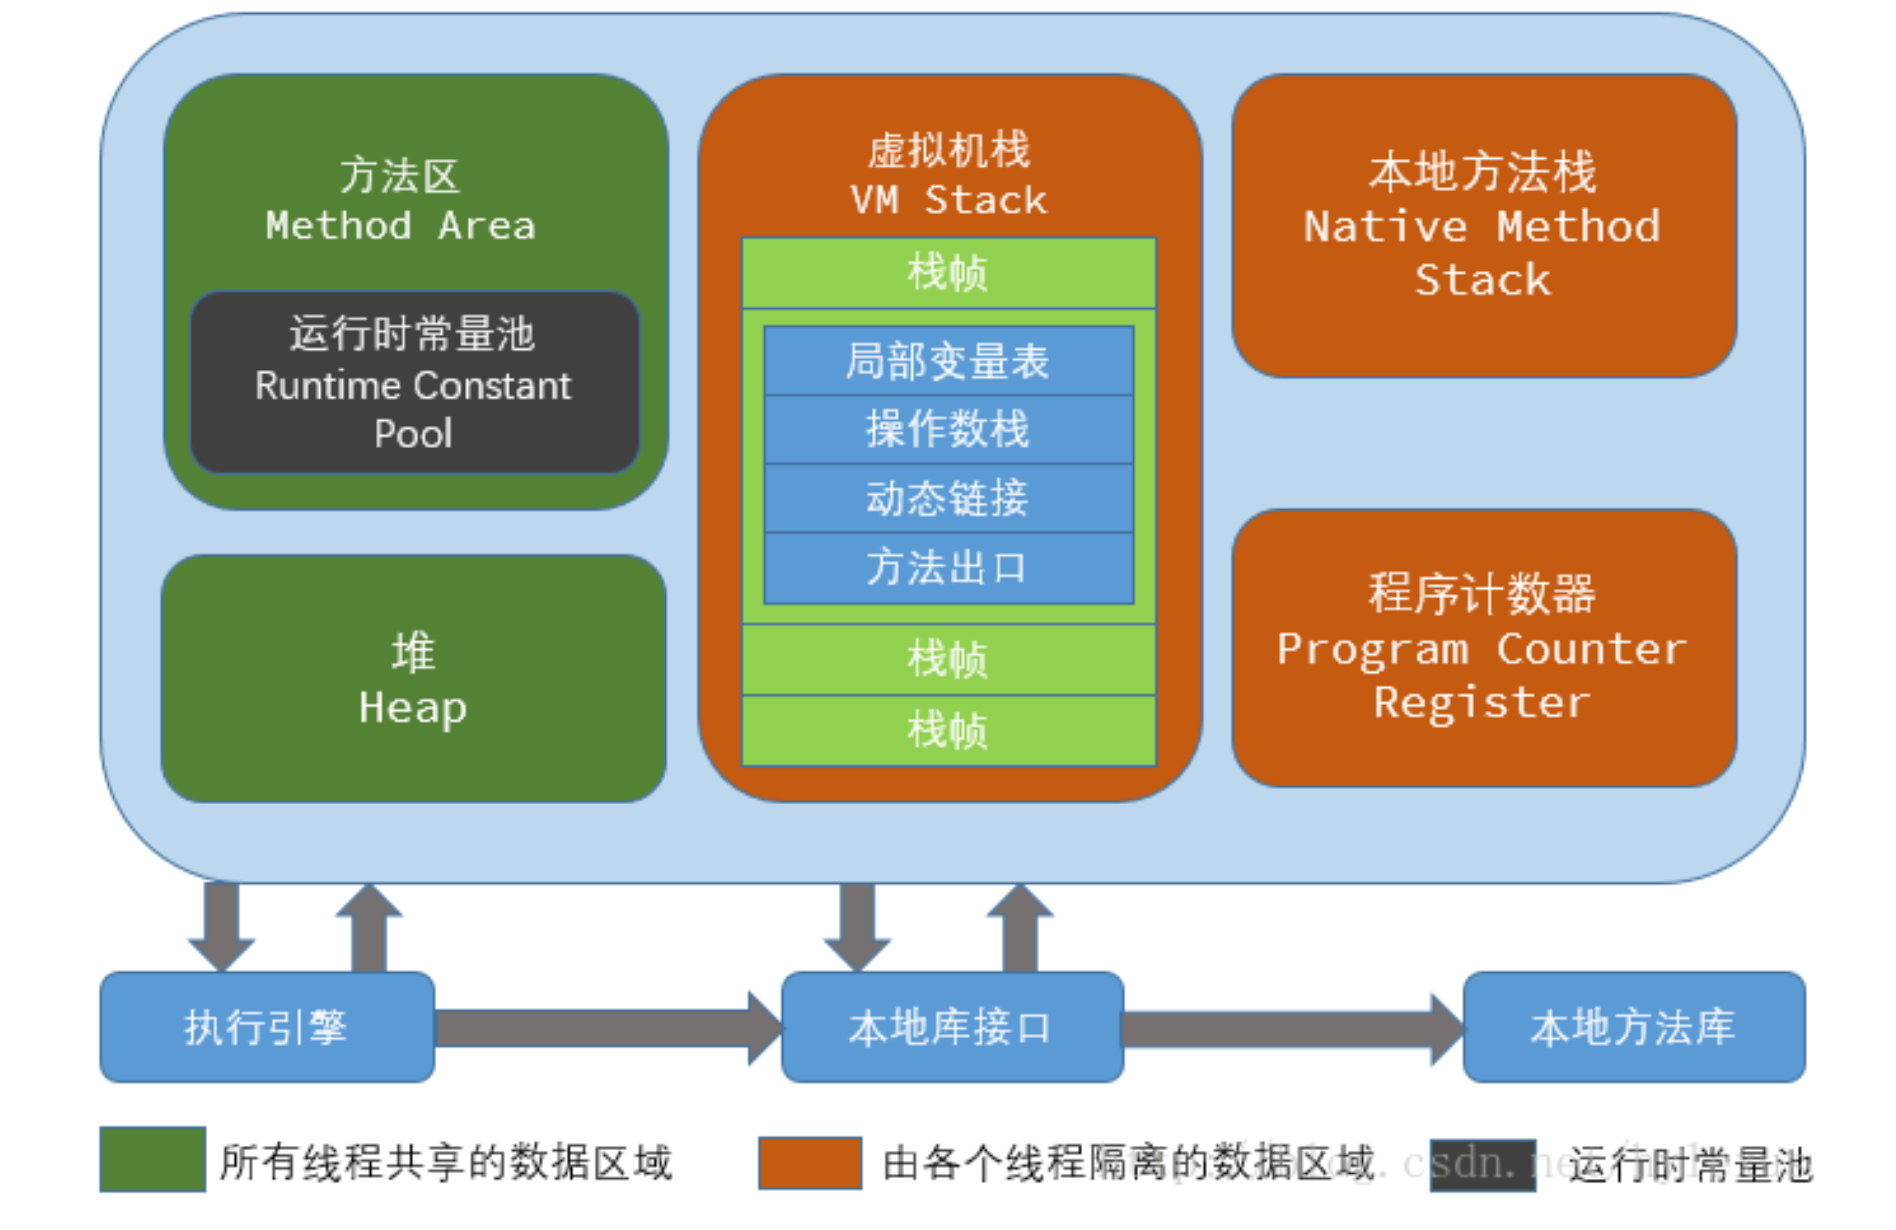 方法区
Method Area
运行时常量池
Runtime Constant
Pool
堆
Heap
虚拟机栈
VM Stack
栈帧
局部变量表
操作数栈
动态链接
方法出口
栈帧
栈帧
本地方法栈
Native Method
Stack
程序计数器
Program Counter
Register
执行引擎
本地库接口
本地方法库
所有线程共享的数据区域
由各个线程隔离的数据区域
运行时常量池
csdn.net